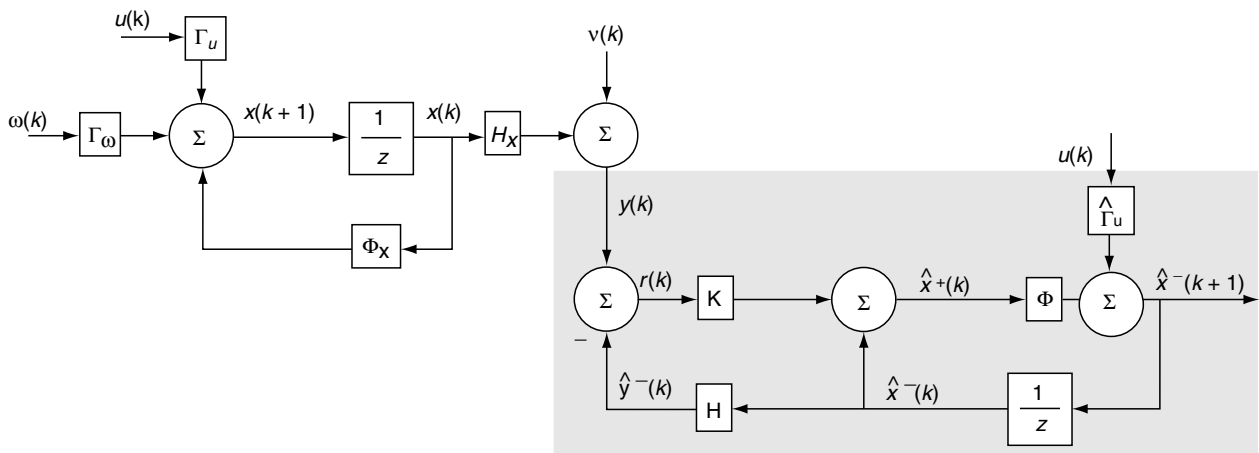 u(k)
Γu
ν(k)
ω(k)
Γω
Σ
x(k + 1)
1
z
x(k)
Hx
Σ
Φx
y(k)
u(k)
Γ̂u
Σ
r(k)
K
Σ
x̂⁺(k)
Φ
Σ
x̂⁻(k + 1)
–
ŷ⁻(k)
H
x̂⁻(k)
1
z